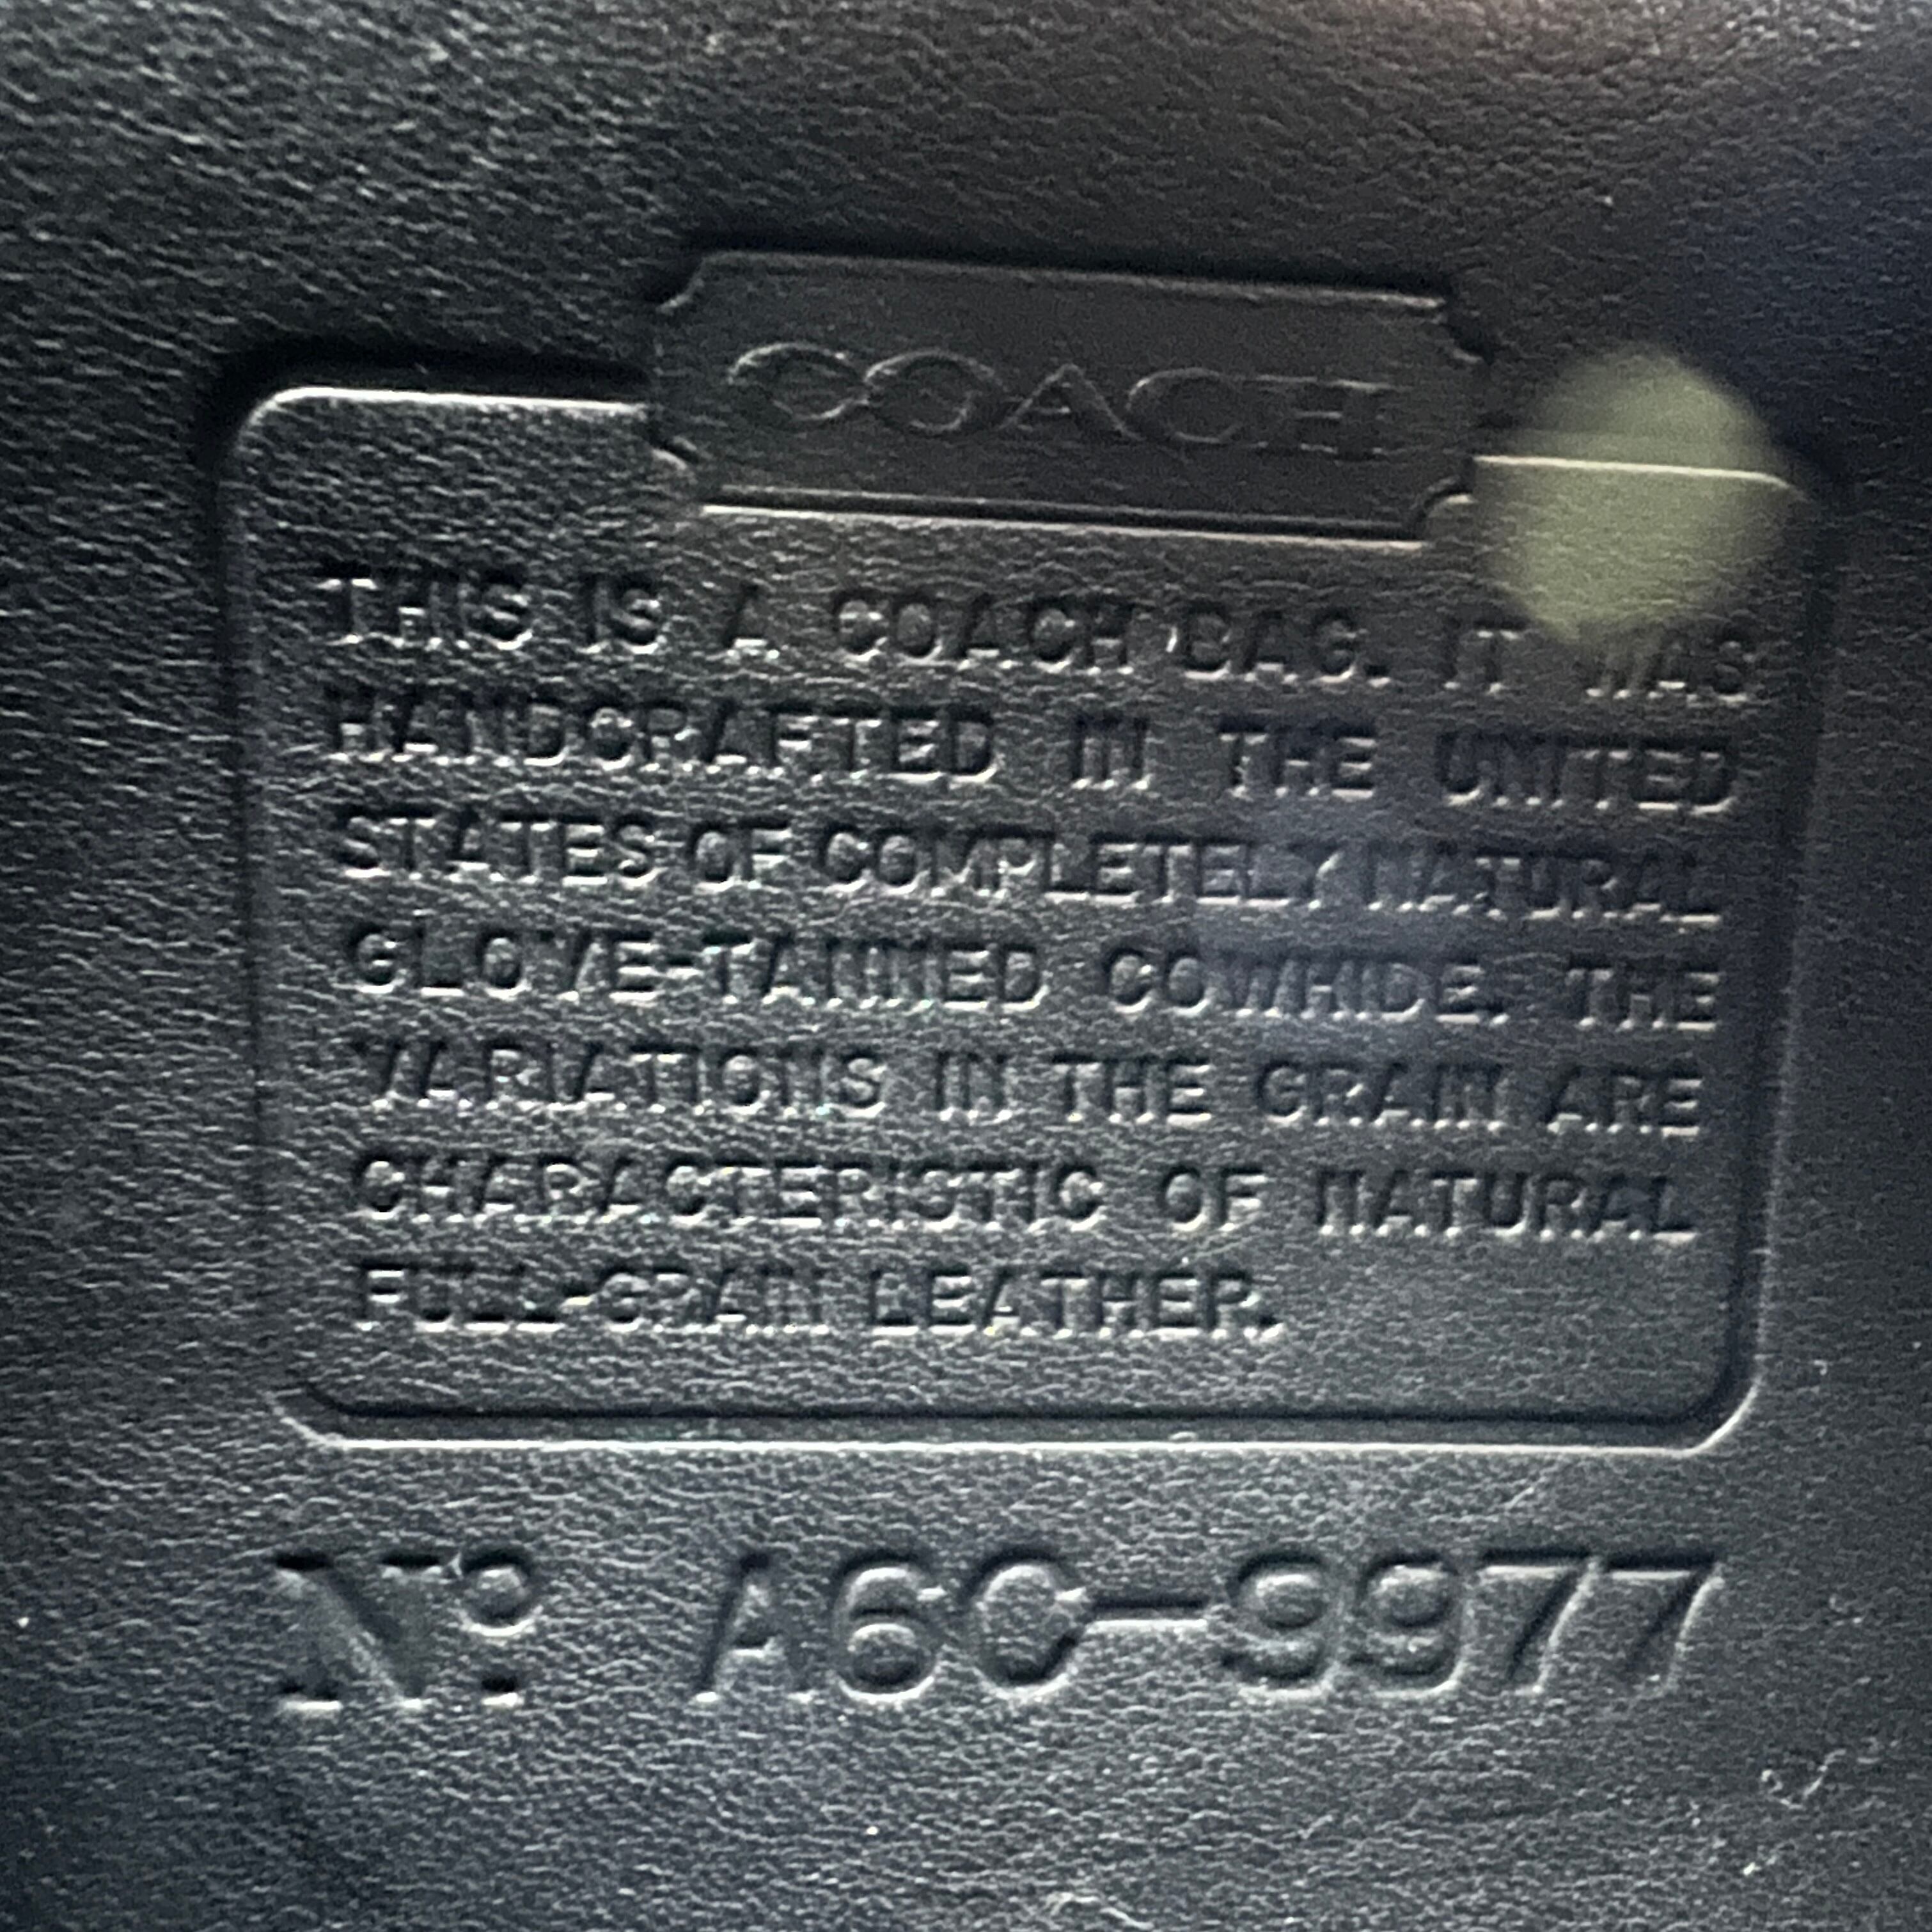 COACH
THIS IS A COACH BAG. IT WAS
HANDCRAFTED IN THE UNITED
STATES OF COMPLETELY NATURAL
GLOVE-TANNED COWHIDE. THE
VARIATIONS IN THE GRAIN ARE
CHARACTERISTIC OF NATURAL
FULL-GRAIN LEATHER.
Nº A6C-9977